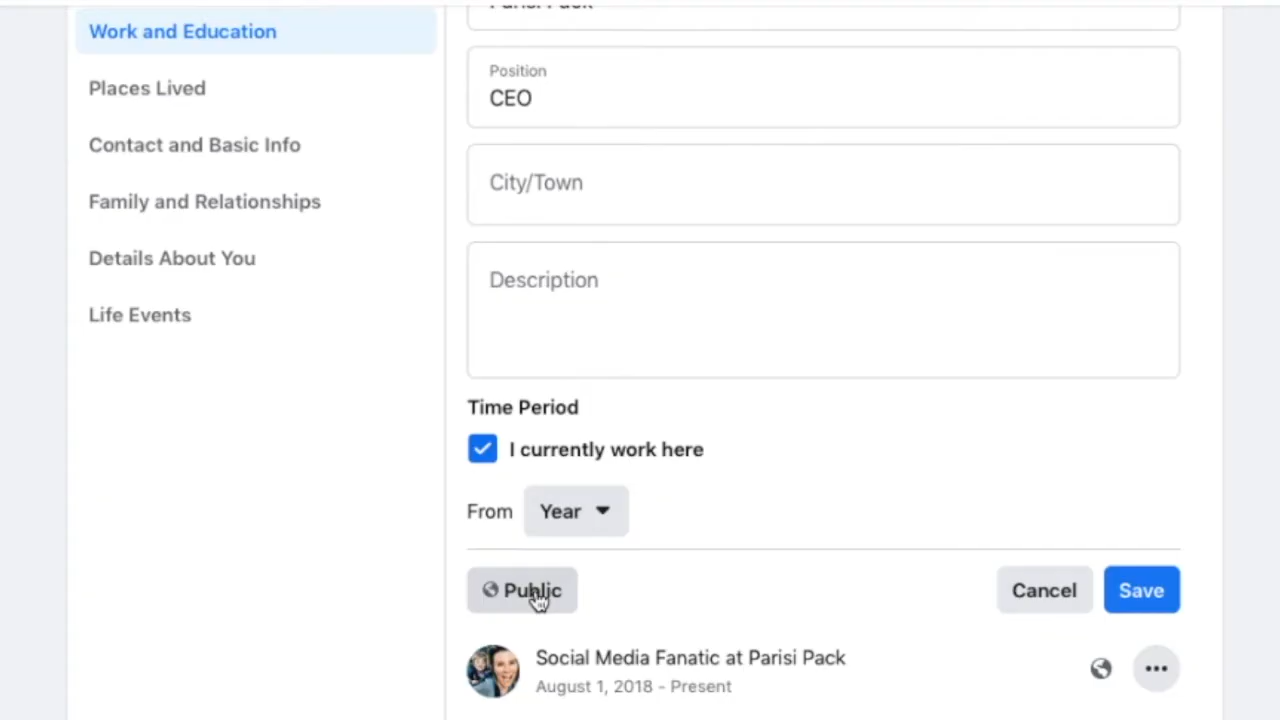 Work and Education
Places Lived
Contact and Basic Info
Family and Relationships
Details About You
Life Events
Parisi Pack
Position
CEO
City/Town
Description
Time Period
I currently work here
From Year
Public
Cancel Save
Social Media Fanatic at Parisi Pack
August 1, 2018 - Present